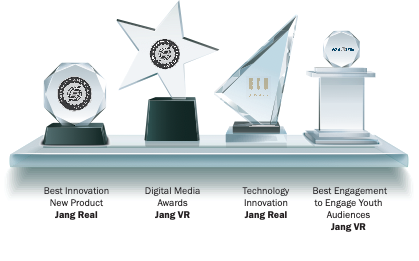 Best Innovation
New Product
Jang Real
Digital Media
Awards
Jang VR
Technology
Innovation
Jang Real
Best Engagement
to Engage Youth
Audiences
Jang VR